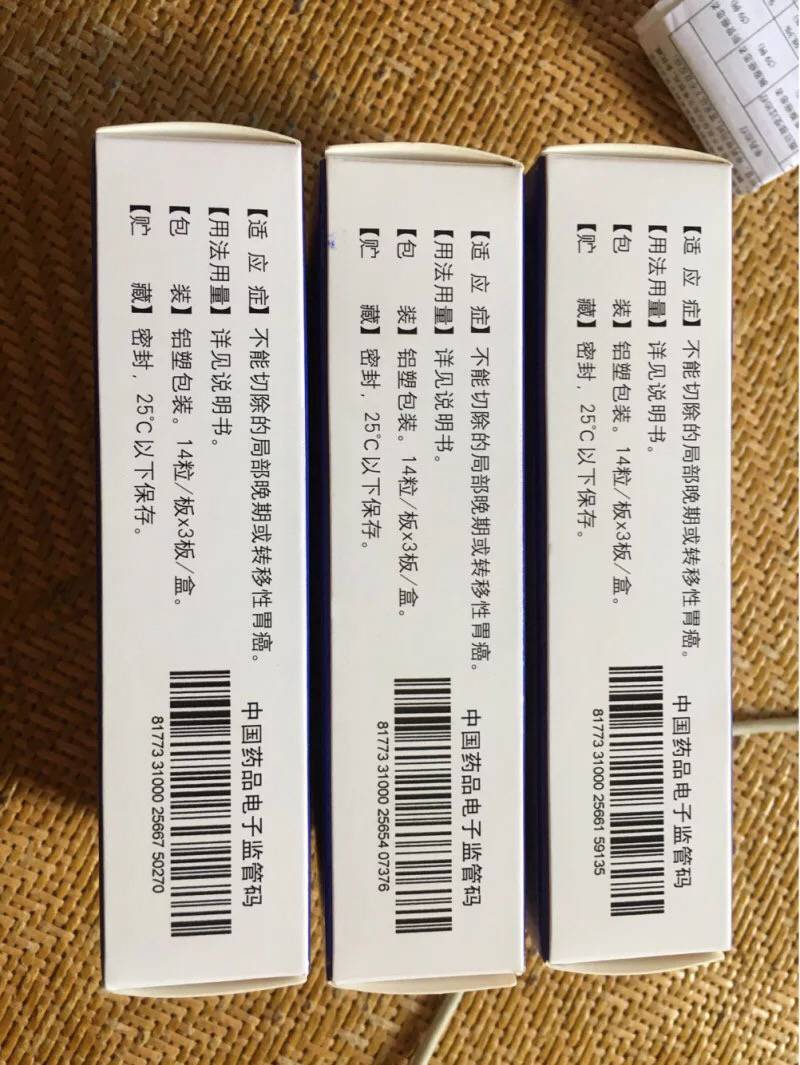 【适 应 症】不能切除的局部晚期或转移性胃癌。
【用法用量】详见说明书。
【包 装】铝塑包装。14粒/板x3板/盒。
【贮 藏】密封，25℃以下保存。
中国药品电子监管码
81773 31000 25667 50270
【适 应 症】不能切除的局部晚期或转移性胃癌。
【用法用量】详见说明书。
【包 装】铝塑包装。14粒/板x3板/盒。
【贮 藏】密封，25℃以下保存。
中国药品电子监管码
81773 31000 25654 07376
【适 应 症】不能切除的局部晚期或转移性胃癌。
【用法用量】详见说明书。
【包 装】铝塑包装。14粒/板x3板/盒。
【贮 藏】密封，25℃以下保存。
中国药品电子监管码
81773 31000 25661 59135